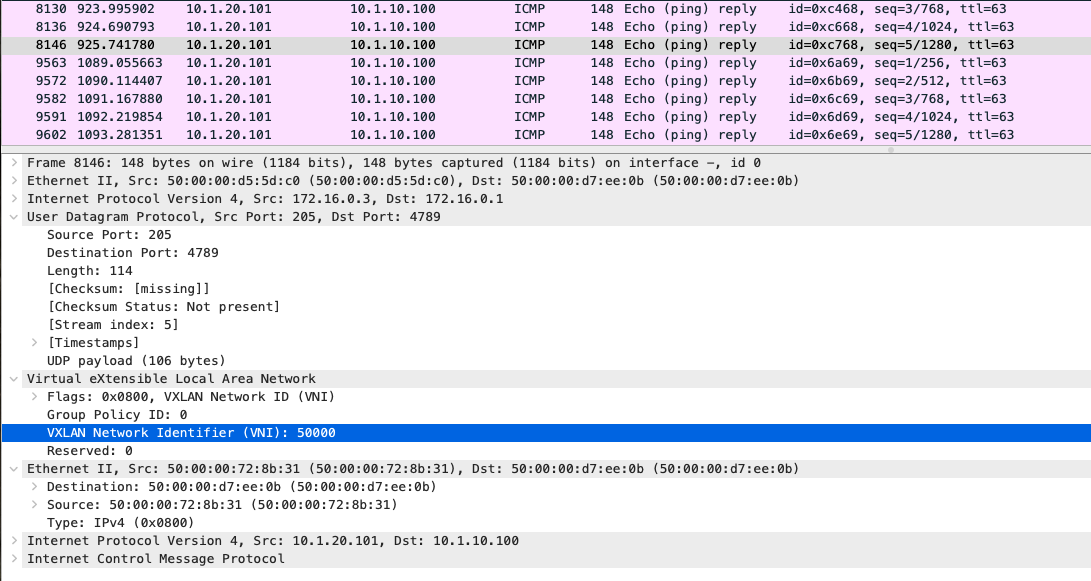 8130 923.995902 10.1.20.101 10.1.10.100 ICMP 148 Echo (ping) reply id=0xc468, seq=3/768, ttl=63
8136 924.690793 10.1.20.101 10.1.10.100 ICMP 148 Echo (ping) reply id=0xc668, seq=4/1024, ttl=63
8146 925.741780 10.1.20.101 10.1.10.100 ICMP 148 Echo (ping) reply id=0xc768, seq=5/1280, ttl=63
9563 1089.055663 10.1.20.101 10.1.10.100 ICMP 148 Echo (ping) reply id=0x6a69, seq=1/256, ttl=63
9572 1090.114407 10.1.20.101 10.1.10.100 ICMP 148 Echo (ping) reply id=0x6b69, seq=2/512, ttl=63
9582 1091.167880 10.1.20.101 10.1.10.100 ICMP 148 Echo (ping) reply id=0x6c69, seq=3/768, ttl=63
9591 1092.219854 10.1.20.101 10.1.10.100 ICMP 148 Echo (ping) reply id=0x6d69, seq=4/1024, ttl=63
9602 1093.281351 10.1.20.101 10.1.10.100 ICMP 148 Echo (ping) reply id=0x6e69, seq=5/1280, ttl=63
Frame 8146: 148 bytes on wire (1184 bits), 148 bytes captured (1184 bits) on interface –, id 0
Ethernet II, Src: 50:00:00:d5:5d:c0 (50:00:00:d5:5d:c0), Dst: 50:00:00:d7:ee:0b (50:00:00:d7:ee:0b)
Internet Protocol Version 4, Src: 172.16.0.3, Dst: 172.16.0.1
User Datagram Protocol, Src Port: 205, Dst Port: 4789
Source Port: 205
Destination Port: 4789
Length: 114
[Checksum: [missing]]
[Checksum Status: Not present]
[Stream index: 5]
[Timestamps]
UDP payload (106 bytes)
Virtual eXtensible Local Area Network
Flags: 0x0800, VXLAN Network ID (VNI)
Group Policy ID: 0
VXLAN Network Identifier (VNI): 50000
Reserved: 0
Ethernet II, Src: 50:00:00:72:8b:31 (50:00:00:72:8b:31), Dst: 50:00:00:d7:ee:0b (50:00:00:d7:ee:0b)
Destination: 50:00:00:d7:ee:0b (50:00:00:d7:ee:0b)
Source: 50:00:00:72:8b:31 (50:00:00:72:8b:31)
Type: IPv4 (0x0800)
Internet Protocol Version 4, Src: 10.1.20.101, Dst: 10.1.10.100
Internet Control Message Protocol